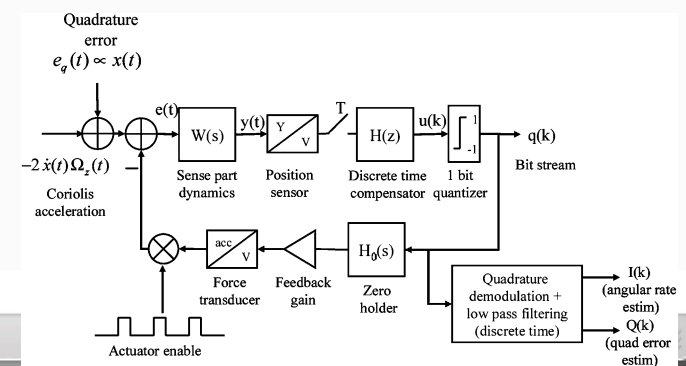 Quadrature
error
e_q(t) ∝ x(t)
e(t)
W(s)
y(t)
Y
V
T
H(z)
u(k)
1
-1
q(k)
Bit stream
−2ẋ(t)Ω_z(t)
−
Coriolis
acceleration
Sense part
dynamics
Position
sensor
Discrete time
compensator
1 bit
quantizer
acc
V
H₀(s)
Force
transducer
Feedback
gain
Zero
holder
Actuator enable
Quadrature
demodulation +
low pass filtering
(discrete time)
I(k)
(angular rate
estim)
Q(k)
(quad error
estim)